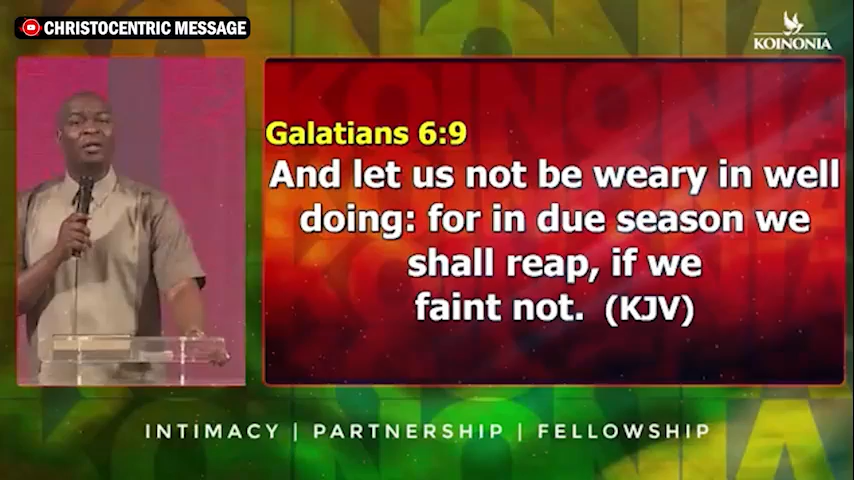 CHRISTOCENTRIC MESSAGE
KOINONIA
KOINONIA
Galatians 6:9
And let us not be weary in well
doing: for in due season we
shall reap, if we
faint not. (KJV)
INTIMACY | PARTNERSHIP | FELLOWSHIP